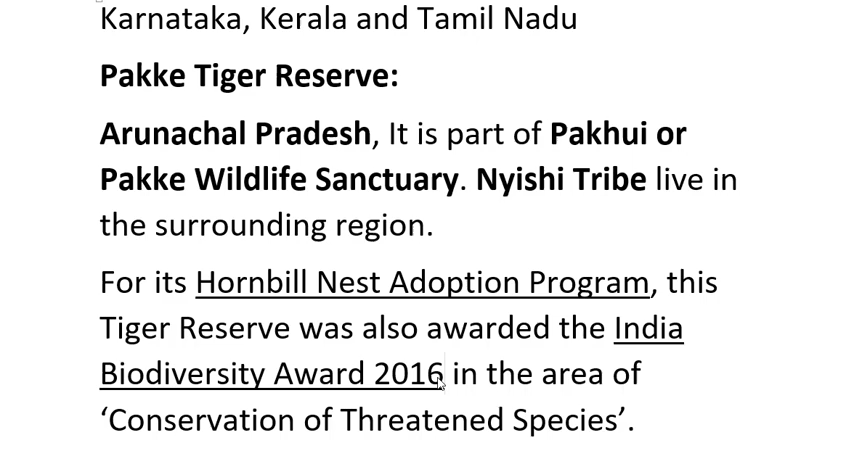 Karnataka, Kerala and Tamil Nadu
Pakke Tiger Reserve:
Arunachal Pradesh, It is part of Pakhui or
Pakke Wildlife Sanctuary. Nyishi Tribe live in
the surrounding region.
For its Hornbill Nest Adoption Program, this
Tiger Reserve was also awarded the India
Biodiversity Award 2016 in the area of
‘Conservation of Threatened Species’.